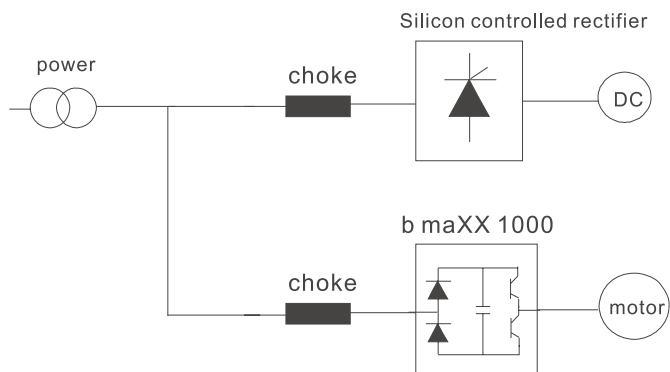 Silicon controlled rectifier
power
choke
DC
b maXX 1000
choke
motor